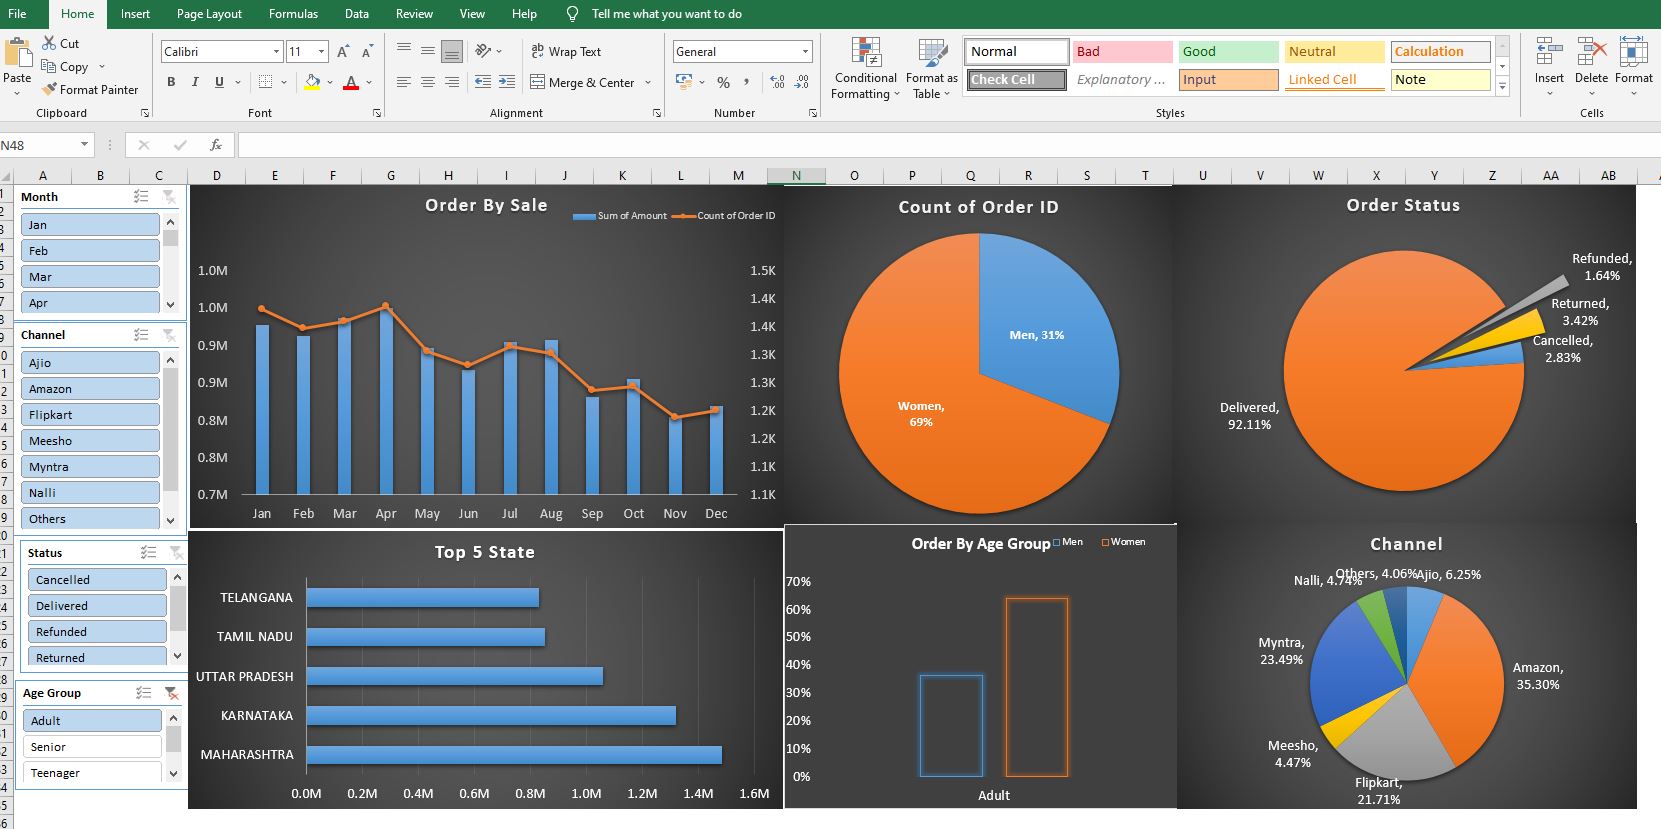 File Home Insert Page Layout Formulas Data Review View Help Tell me what you want to do
Paste
Cut
Copy
Format Painter
Clipboard
Calibri 11
B I U
Font
Wrap Text
Merge & Center
Alignment
General
Number
Conditional Formatting
Format as Table
Normal Bad Good Neutral Calculation
Check Cell Explanatory ... Input Linked Cell Note
Styles
Insert Delete Format
Cells
N48 fx
A B C D E F G H I J K L M N O P Q R S T U V W X Y Z AA AB
Month
Jan
Feb
Mar
Apr
Channel
Ajio
Amazon
Flipkart
Meesho
Myntra
Nalli
Others
Status
Cancelled
Delivered
Refunded
Returned
Age Group
Adult
Senior
Teenager
Order By Sale
Sum of Amount Count of Order ID
1.0M 1.5K
1.0M 1.4K
0.9M 1.4K
0.9M 1.3K
0.8M 1.3K
0.8M 1.2K
0.7M 1.2K
1.1K
1.1K
Jan Feb Mar Apr May Jun Jul Aug Sep Oct Nov Dec
Count of Order ID
Men, 31%
Women,
69%
Order Status
Refunded,
1.64%
Returned,
3.42%
Cancelled,
2.83%
Delivered,
92.11%
Top 5 State
TELANGANA
TAMIL NADU
UTTAR PRADESH
KARNATAKA
MAHARASHTRA
0.0M 0.2M 0.4M 0.6M 0.8M 1.0M 1.2M 1.4M 1.6M
Order By Age Group Men Women
70%
60%
50%
40%
30%
20%
10%
0%
Adult
Channel
Others, 4.06% Ajio, 6.25%
Nalli, 4.74%
Myntra,
23.49%
Amazon,
35.30%
Meesho,
4.47%
Flipkart,
21.71%